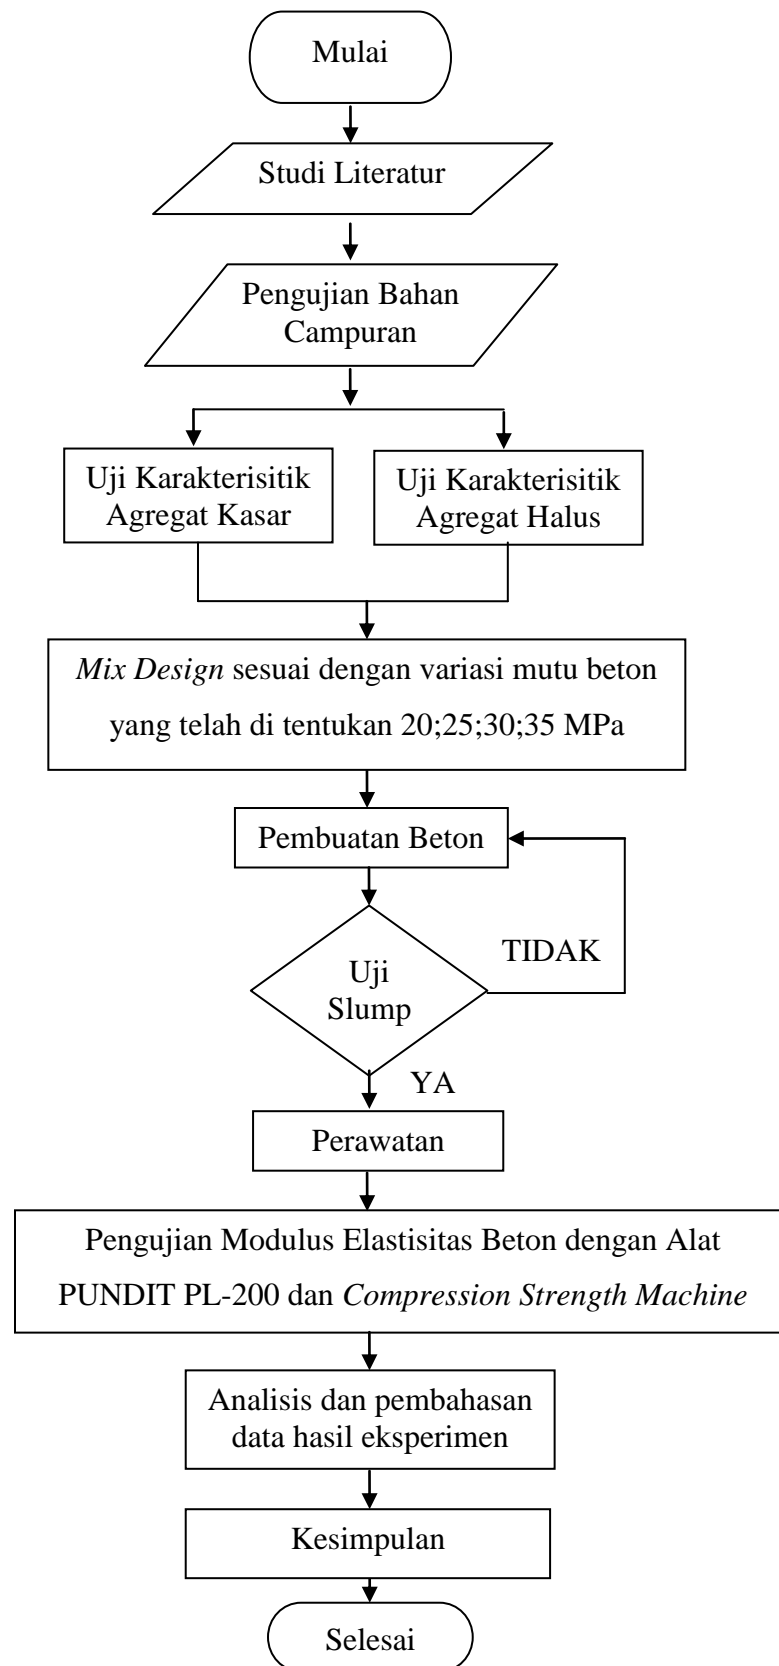 Mulai
Studi Literatur
Pengujian Bahan
Campuran
Uji Karakterisitik
Agregat Kasar
Uji Karakterisitik
Agregat Halus
Mix Design sesuai dengan variasi mutu beton
yang telah di tentukan 20;25;30;35 MPa
Pembuatan Beton
Uji
Slump
TIDAK
YA
Perawatan
Pengujian Modulus Elastisitas Beton dengan Alat
PUNDIT PL-200 dan Compression Strength Machine
Analisis dan pembahasan
data hasil eksperimen
Kesimpulan
Selesai